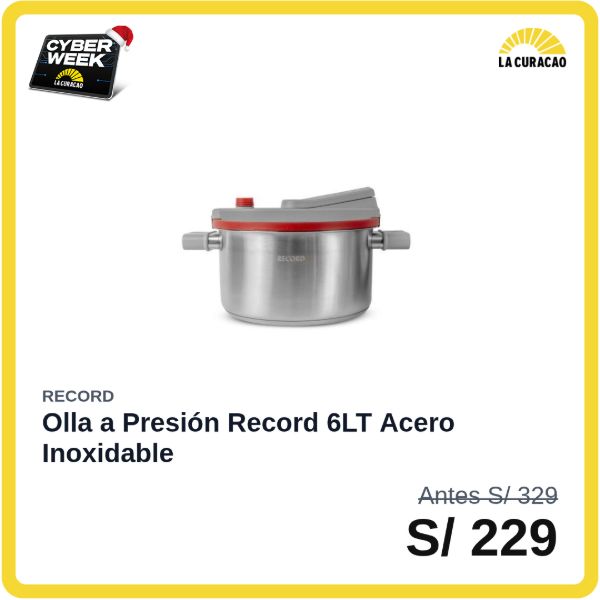 CYBER
WEEK
LA CURACAO
LA CURACAO
RECORD
RECORD
Olla a Presión Record 6LT Acero
Inoxidable
Antes S/ 329
S/ 229